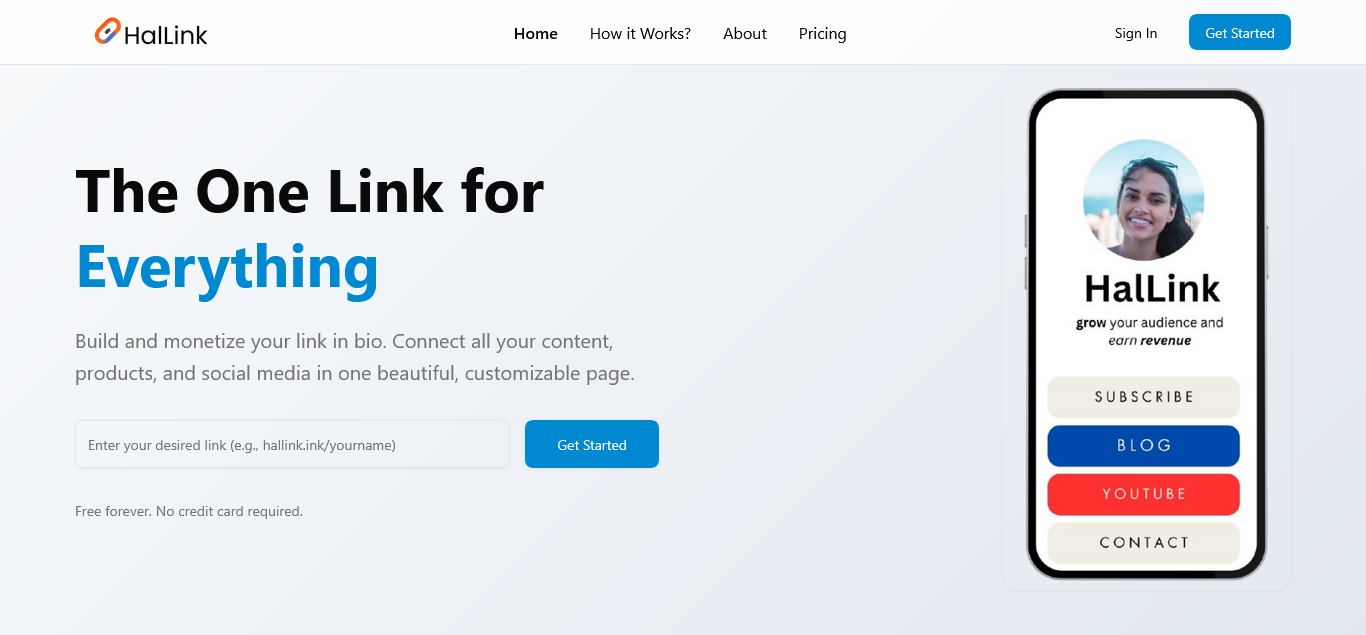 HalLink
Home
How it Works?
About
Pricing
Sign In
Get Started
The One Link for
Everything
Build and monetize your link in bio. Connect all your content,
products, and social media in one beautiful, customizable page.
Enter your desired link (e.g., hallink.ink/yourname)
Get Started
Free forever. No credit card required.
HalLink
grow your audience and
earn revenue
SUBSCRIBE
BLOG
YOUTUBE
CONTACT